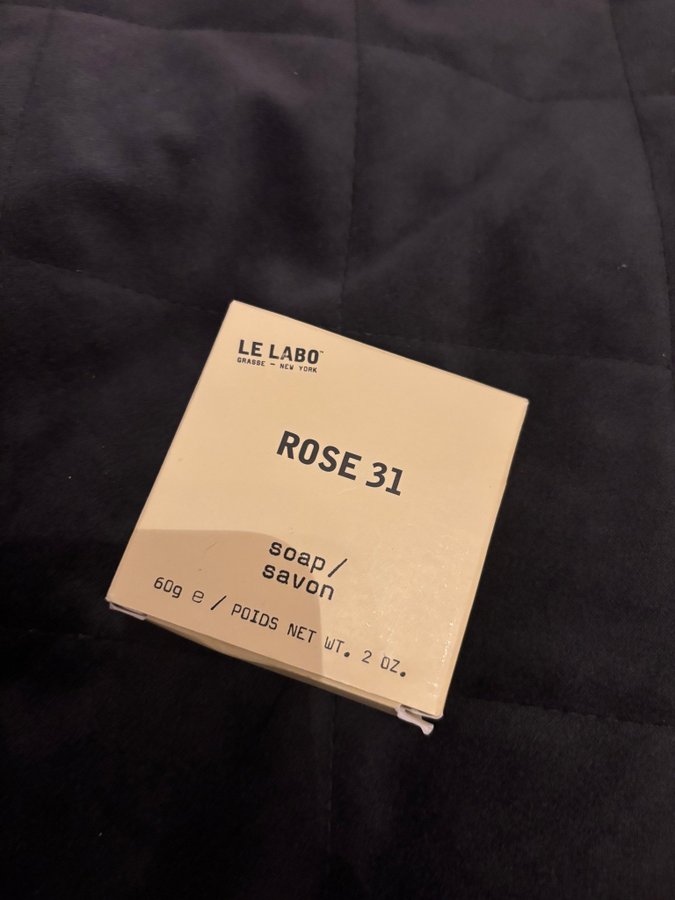 LE LABO™
GRASSE — NEW YORK
ROSE 31
soap/
savon
60g ℮ / POIDS NET WT. 2 OZ.